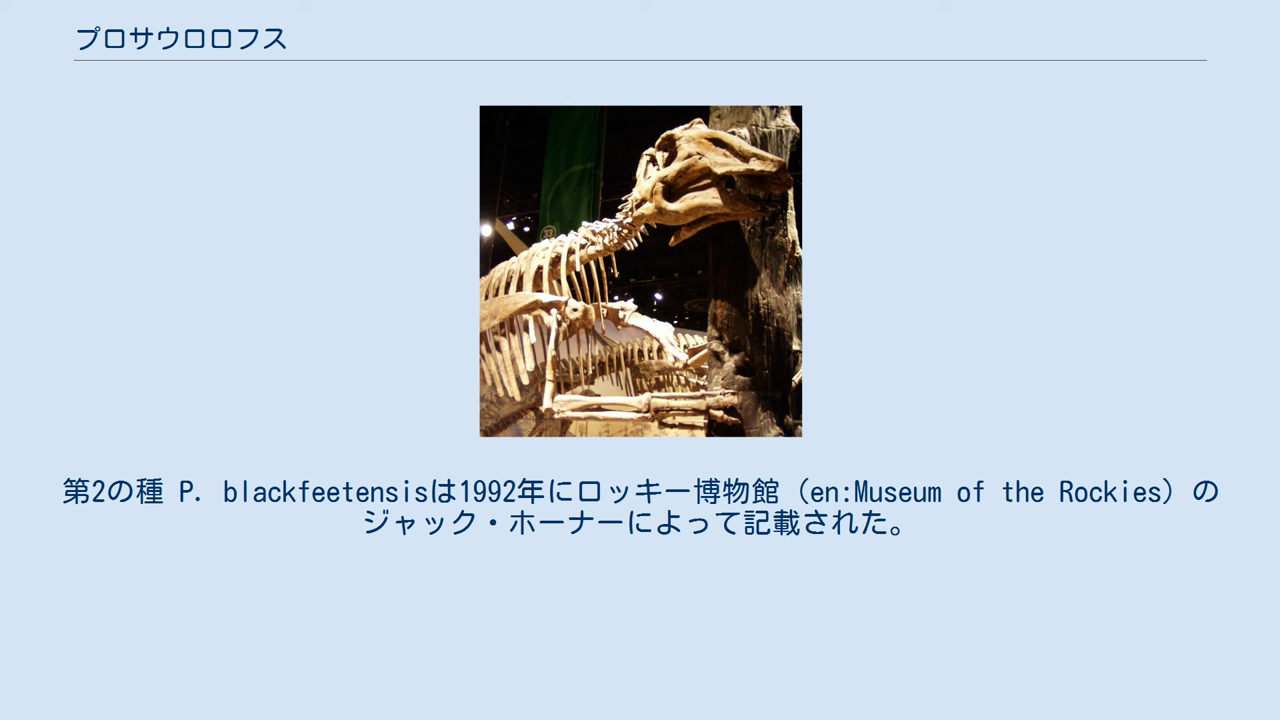 プロサウロロフス
第2の種 P. blackfeetensisは1992年にロッキー博物館（en:Museum of the Rockies）の
ジャック・ホーナーによって記載された。